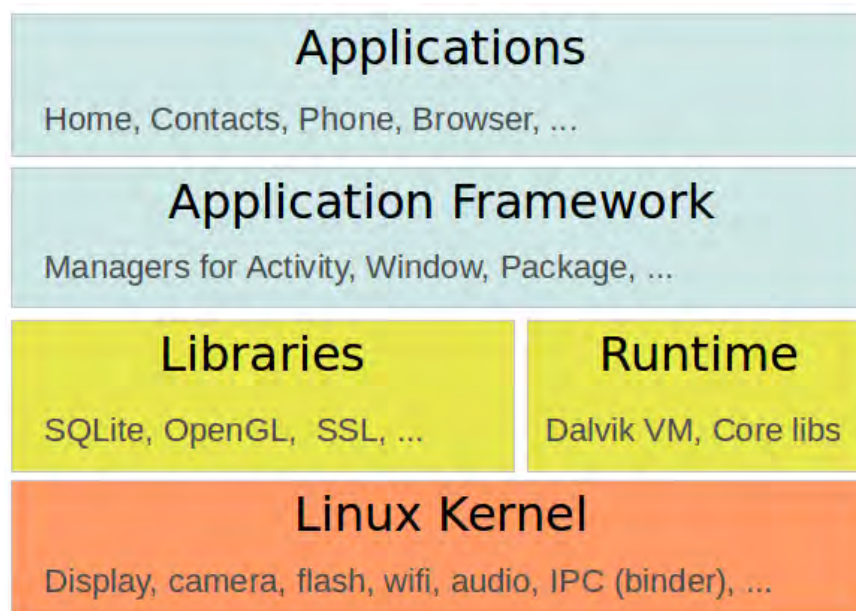 Applications
Home, Contacts, Phone, Browser, ...
Application Framework
Managers for Activity, Window, Package, ...
Libraries
SQLite, OpenGL, SSL, ...
Runtime
Dalvik VM, Core libs
Linux Kernel
Display, camera, flash, wifi, audio, IPC (binder), ...